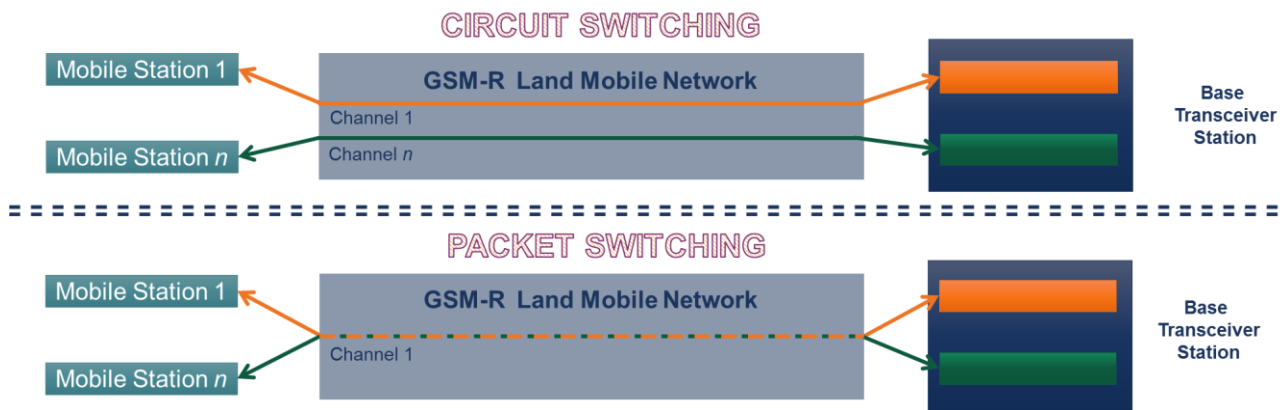 CIRCUIT SWITCHING
Mobile Station 1
GSM-R Land Mobile Network
Channel 1
Mobile Station n
Channel n
Base
Transceiver
Station
PACKET SWITCHING
Mobile Station 1
GSM-R Land Mobile Network
Channel 1
Mobile Station n
Base
Transceiver
Station